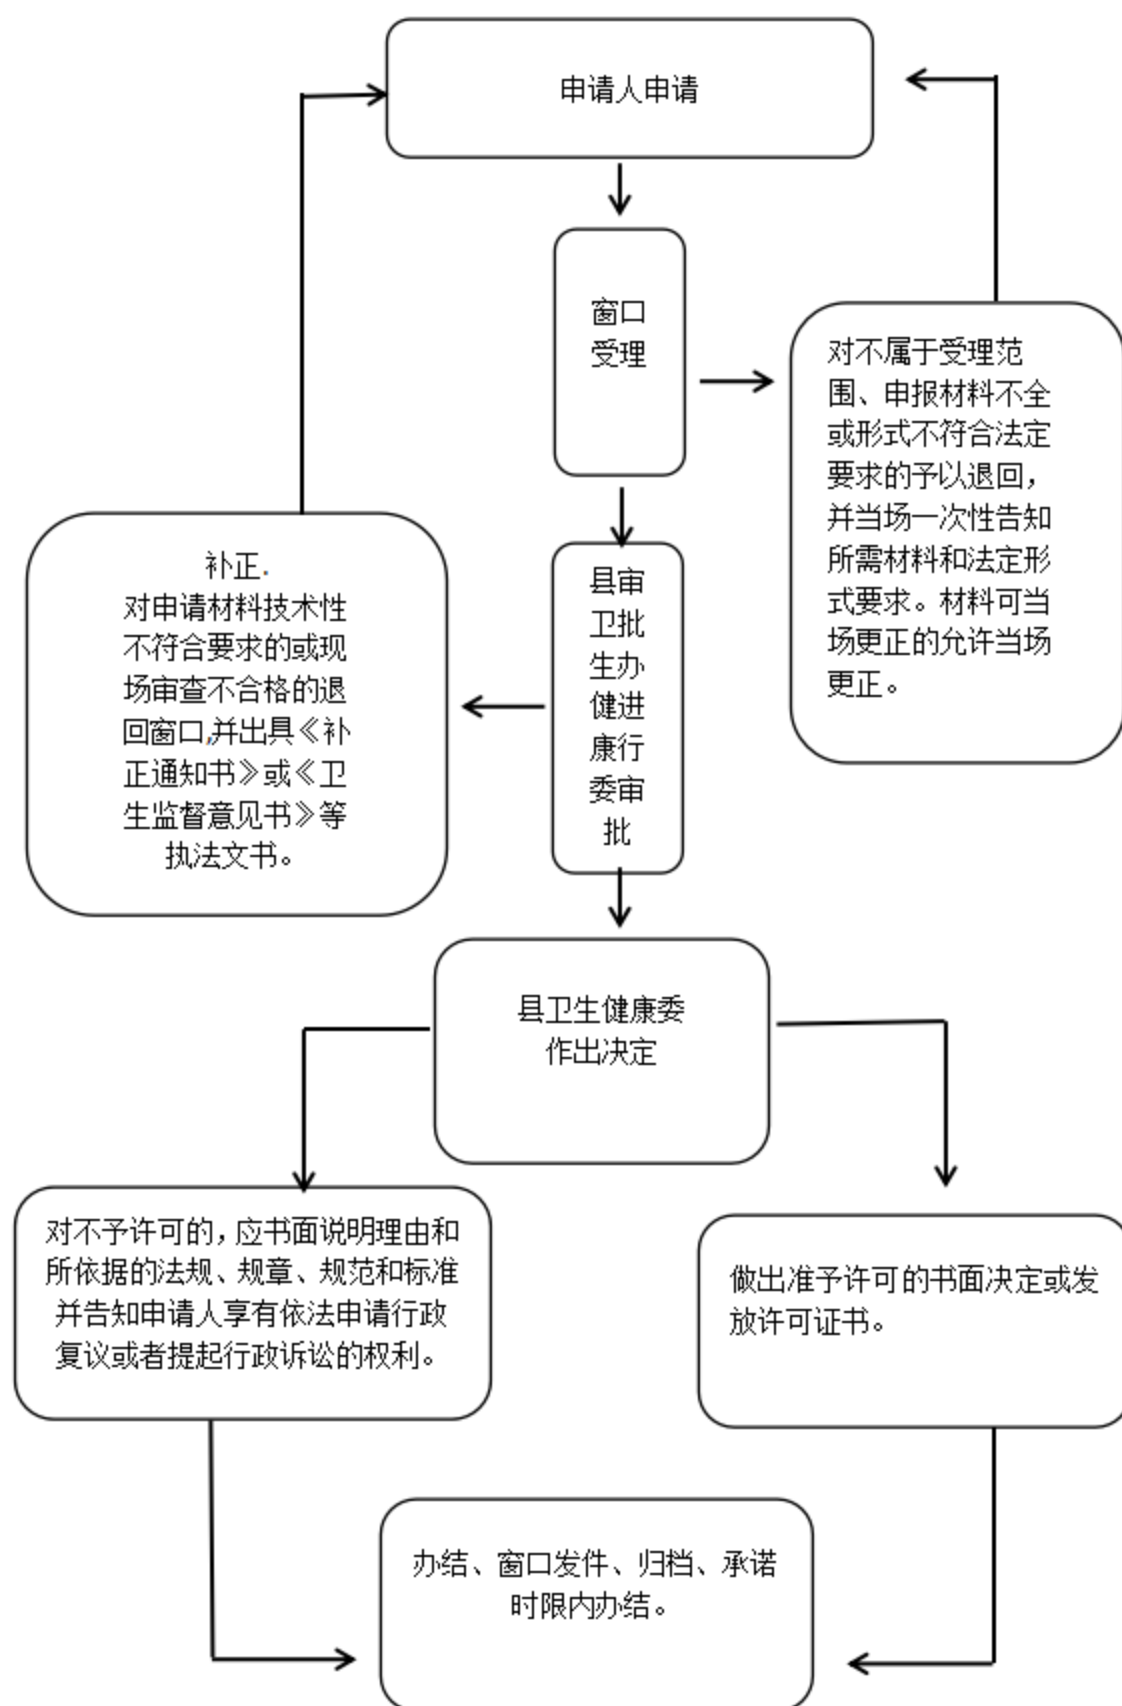 申请人申请
窗口
受理
对不属于受理范
围、申报材料不全
或形式不符合法定
要求的予以退回，
并当场一次性告知
所需材料和法定形
式要求。材料可当
场更正的允许当场
更正。
补正.
对申请材料技术性
不符合要求的或现
场审查不合格的退
回窗口,并出具《补
正通知书》或《卫
生监督意见书》等
执法文书。
县审
卫批
生办
健进
康行
委审
批
县卫生健康委
作出决定
对不予许可的，应书面说明理由和
所依据的法规、规章、规范和标准
并告知申请人享有依法申请行政
复议或者提起行政诉讼的权利。
做出准予许可的书面决定或发
放许可证书。
办结、窗口发件、归档、承诺
时限内办结。